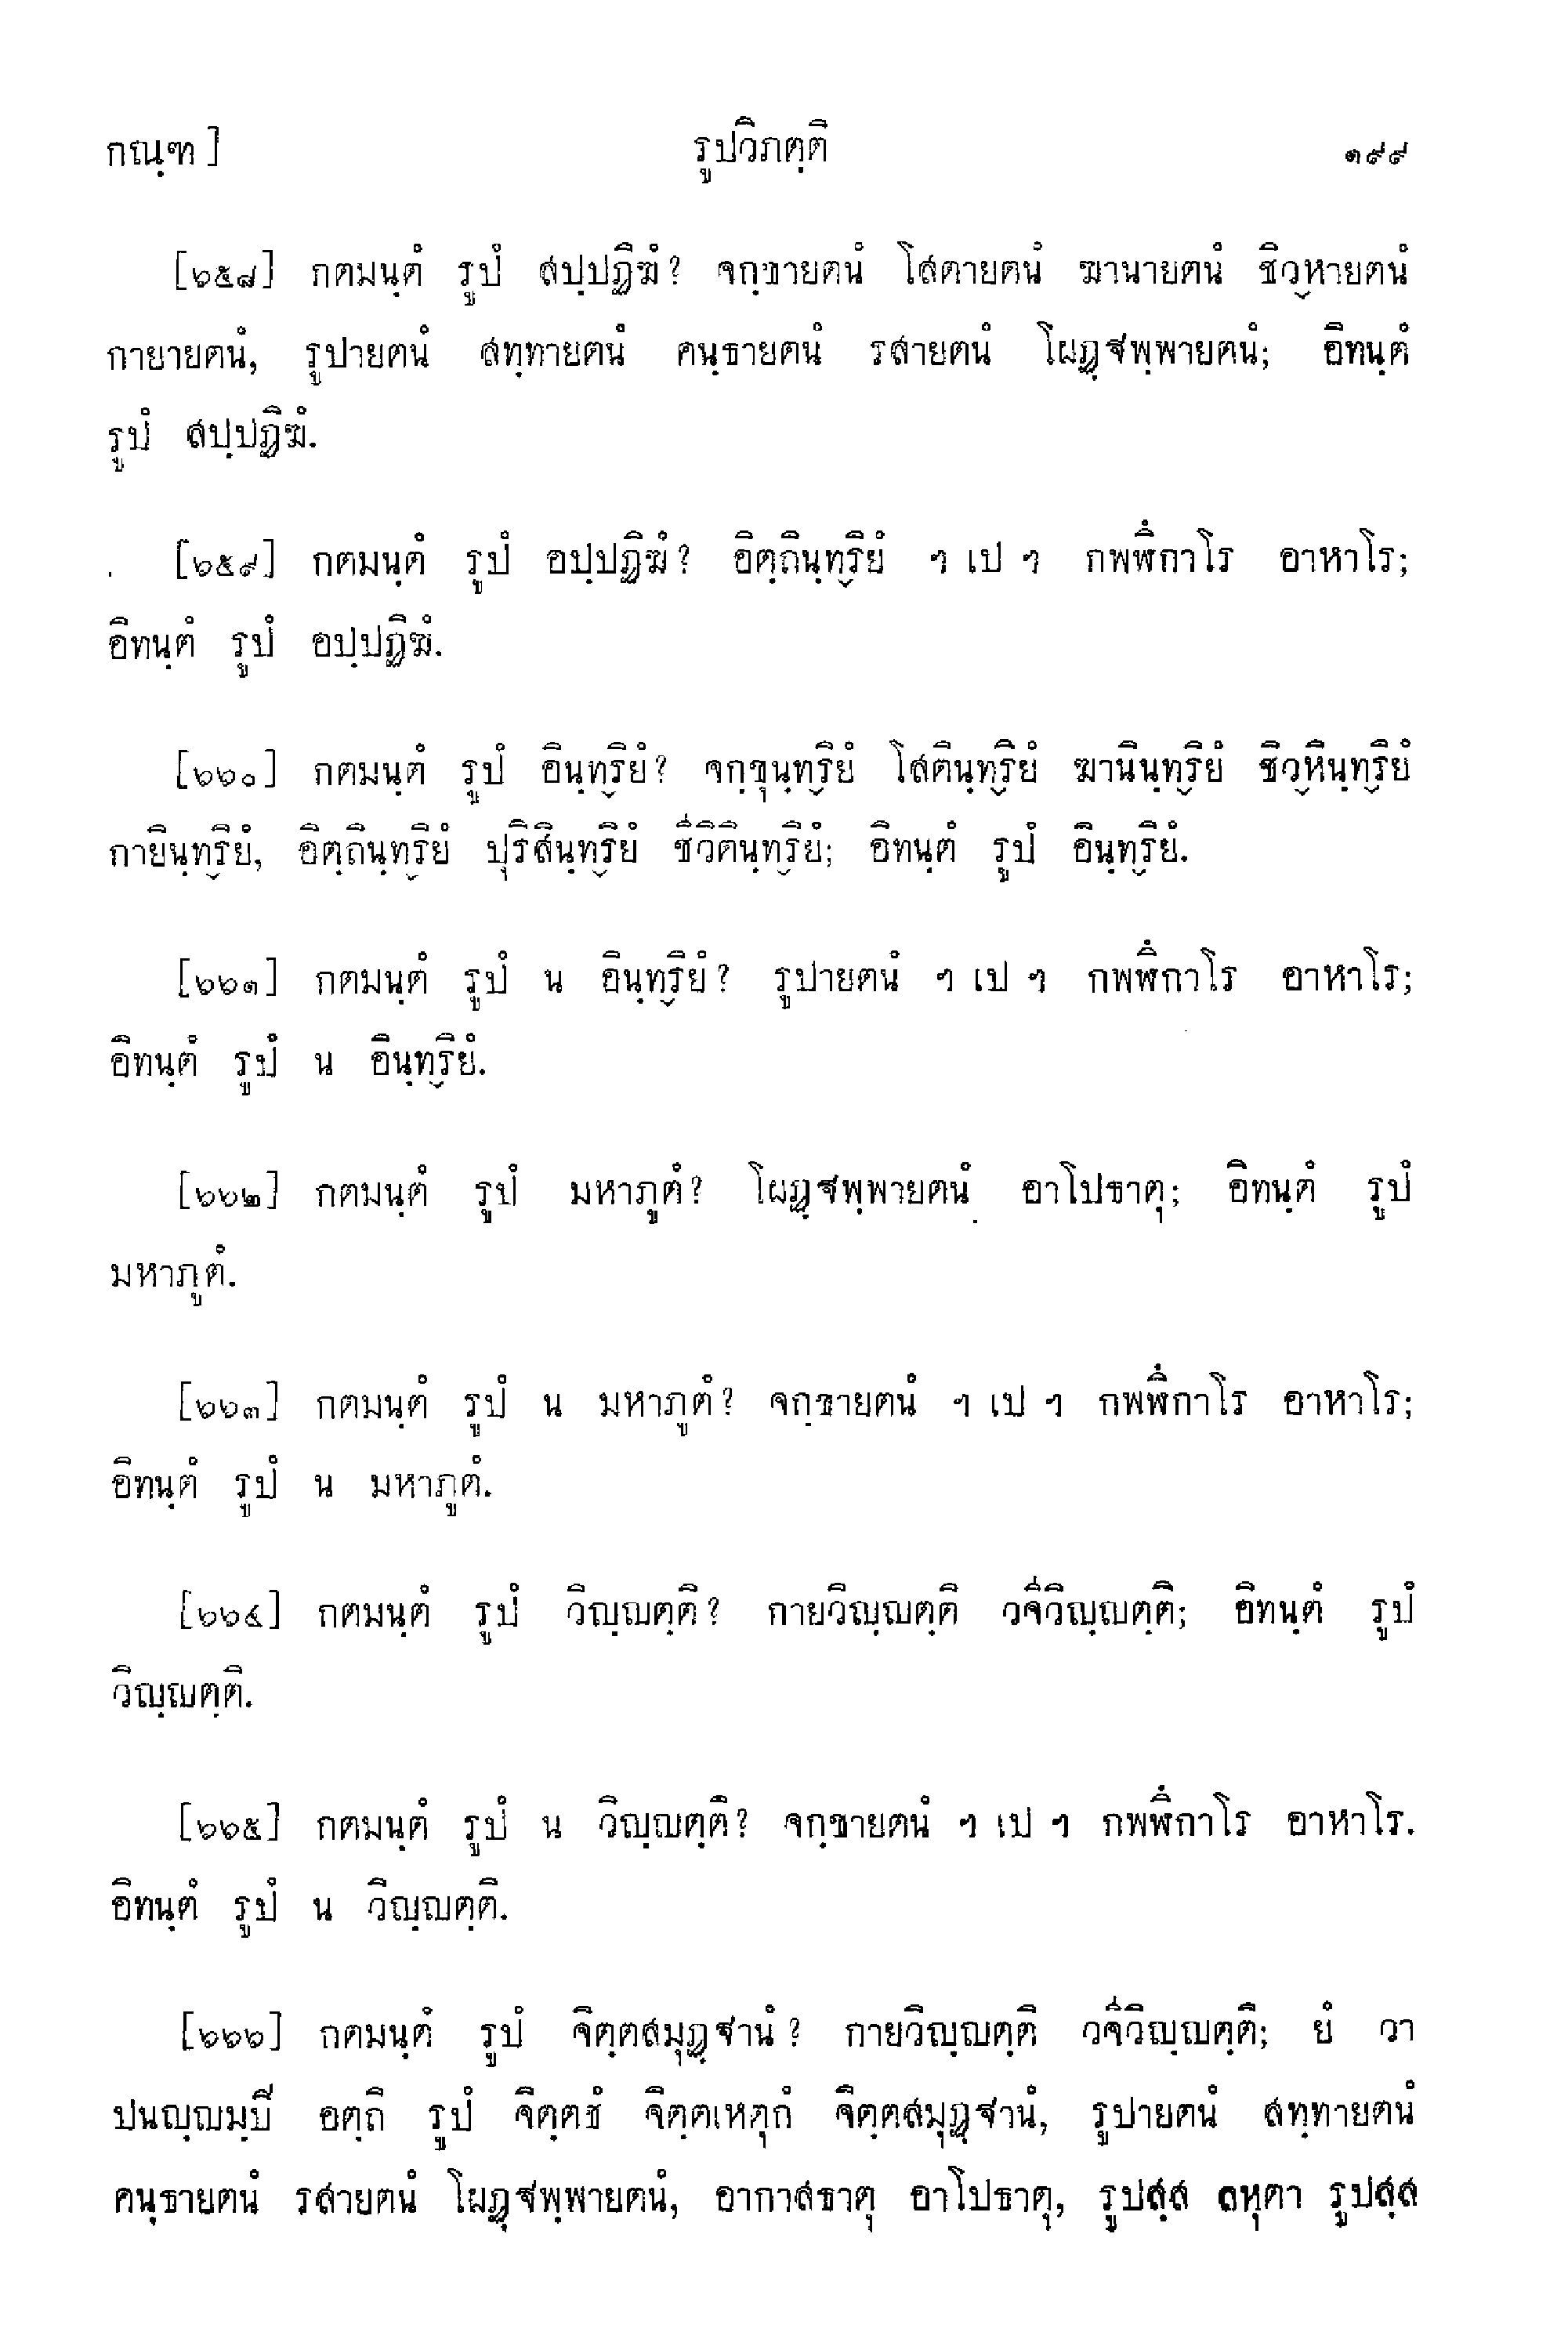 กณฺฑ] รูปวิภตฺติ ๑๙๙
[๖๕๘] กตมนฺตํ รูปํ สปฺปฏิฆํ? จกฺขายตนํ โสตายตนํ ฆานายตนํ ชิวฺหายตนํ
กายายตนํ, รูปายตนํ สทฺทายตนํ คนฺธายตนํ รสายตนํ โผฏฺฐพฺพายตนํ; อิทนฺตํ
รูปํ สปฺปฏิฆํ.
[๖๕๙] กตมนฺตํ รูปํ อปฺปฏิฆํ? อิตฺถินฺทฺริยํ ฯ เป ฯ กพฬิํกาโร อาหาโร;
อิทนฺตํ รูปํ อปฺปฏิฆํ.
[๖๖๐] กตมนฺตํ รูปํ อินฺทฺริยํ? จกฺขุนฺทฺริยํ โสตินฺทฺริยํ ฆานินฺทฺริยํ ชิวฺหินฺทฺริยํ
กายินฺทฺริยํ, อิตฺถินฺทฺริยํ ปุริสินฺทฺริยํ ชีวิตินฺทฺริยํ; อิทนฺตํ รูปํ อินฺทฺริยํ.
[๖๖๑] กตมนฺตํ รูปํ น อินฺทฺริยํ? รูปายตนํ ฯ เป ฯ กพฬิํกาโร อาหาโร;
อิทนฺตํ รูปํ น อินฺทฺริยํ.
[๖๖๒] กตมนฺตํ รูปํ มหาภูตํ? โผฏฺฐพฺพายตนํ อาโปธาตุ; อิทนฺตํ รูปํ
มหาภูตํ.
[๖๖๓] กตมนฺตํ รูปํ น มหาภูตํ? จกฺขายตนํ ฯ เป ฯ กพฬิํกาโร อาหาโร;
อิทนฺตํ รูปํ น มหาภูตํ.
[๖๖๔] กตมนฺตํ รูปํ วิญฺญตฺติ? กายวิญฺญตฺติ วจีวิญฺญตฺติ; อิทนฺตํ รูปํ
วิญฺญตฺติ.
[๖๖๕] กตมนฺตํ รูปํ น วิญฺญตฺติ? จกฺขายตนํ ฯ เป ฯ กพฬิํกาโร อาหาโร.
อิทนฺตํ รูปํ น วิญฺญตฺติ.
[๖๖๖] กตมนฺตํ รูปํ จิตฺตสมุฏฺฐานํ? กายวิญฺญตฺติ วจีวิญฺญตฺติ; ยํ วา
ปนญฺญมฺปิ อตฺถิ รูปํ จิตฺตชํ จิตฺตเหตุกํ จิตฺตสมุฏฺฐานํ, รูปายตนํ สทฺทายตนํ
คนฺธายตนํ รสายตนํ โผฏฺฐพฺพายตนํ, อากาสธาตุ อาโปธาตุ, รูปสฺส ลหุตา รูปสฺส